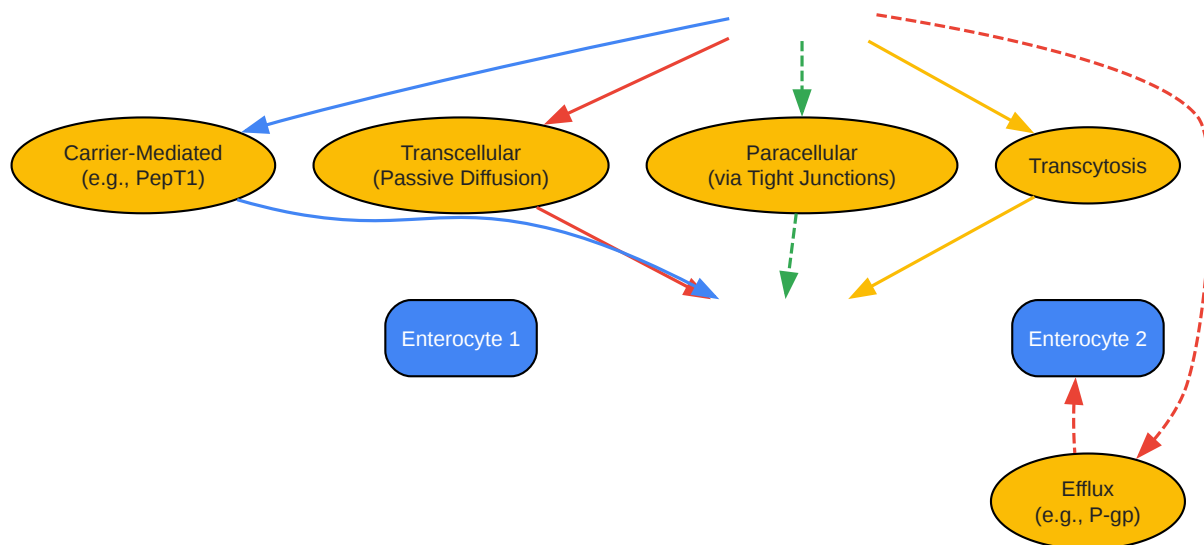 Carrier-Mediated
(e.g., PepT1)
Transcellular
(Passive Diffusion)
Paracellular
(via Tight Junctions)
Transcytosis
Enterocyte 1
Enterocyte 2
Efflux
(e.g., P-gp)